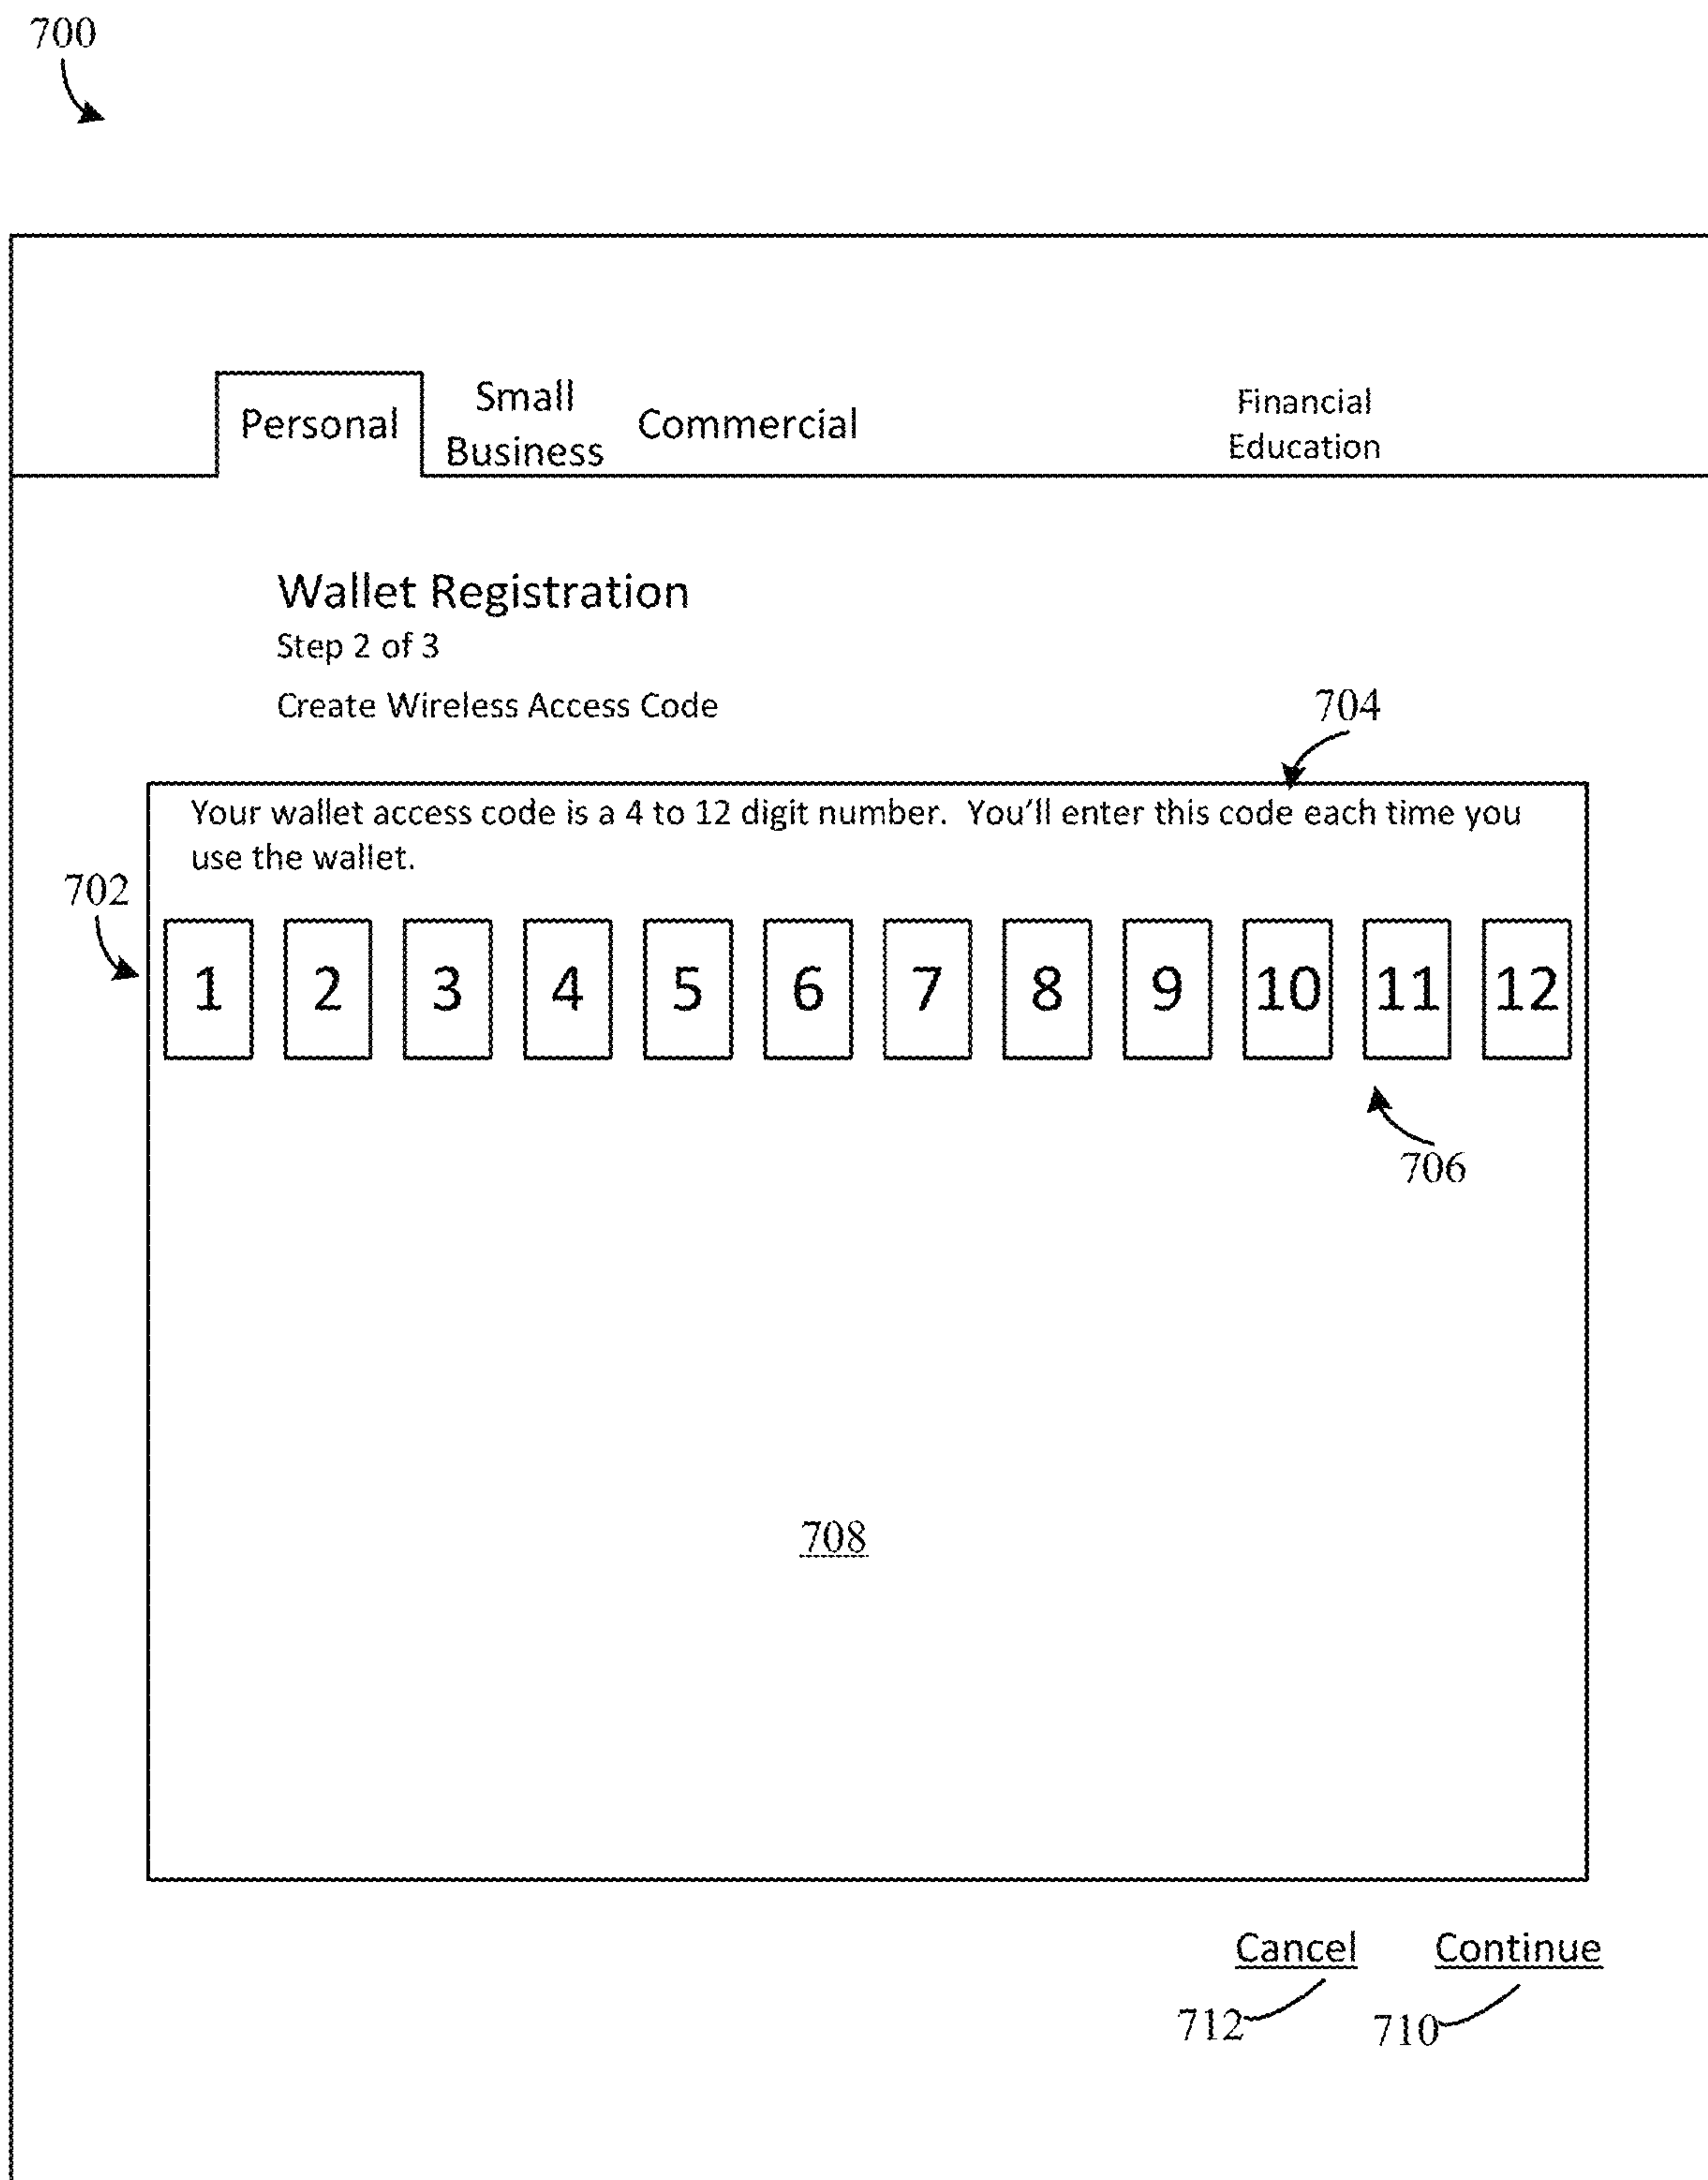 700
Personal
Small
Business
Commercial
Financial
Education
Wallet Registration
Step 2 of 3
Create Wireless Access Code
704
Your wallet access code is a 4 to 12 digit number. You'll enter this code each time you
use the wallet.
702
1 2 3 4 5 6 7 8 9 10 11 12
706
708
Cancel Continue
712 710